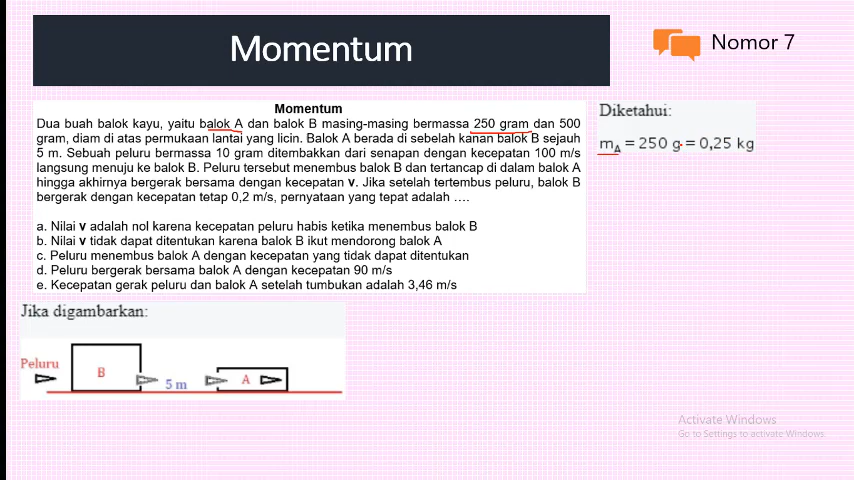 Momentum
Nomor 7
Momentum
Dua buah balok kayu, yaitu balok A dan balok B masing-masing bermassa 250 gram dan 500
gram, diam di atas permukaan lantai yang licin. Balok A berada di sebelah kanan balok B sejauh
5 m. Sebuah peluru bermassa 10 gram ditembakkan dari senapan dengan kecepatan 100 m/s
langsung menuju ke balok B. Peluru tersebut menembus balok B dan tertancap di dalam balok A
hingga akhirnya bergerak bersama dengan kecepatan v. Jika setelah tertembus peluru, balok B
bergerak dengan kecepatan tetap 0,2 m/s, pernyataan yang tepat adalah ....
a. Nilai v adalah nol karena kecepatan peluru habis ketika menembus balok B
b. Nilai v tidak dapat ditentukan karena balok B ikut mendorong balok A
c. Peluru menembus balok A dengan kecepatan yang tidak dapat ditentukan
d. Peluru bergerak bersama balok A dengan kecepatan 90 m/s
e. Kecepatan gerak peluru dan balok A setelah tumbukan adalah 3,46 m/s
Diketahui:
mA = 250 g = 0,25 kg
Jika digambarkan:
Peluru
B
5 m
A
Activate Windows
Go to Settings to activate Windows.